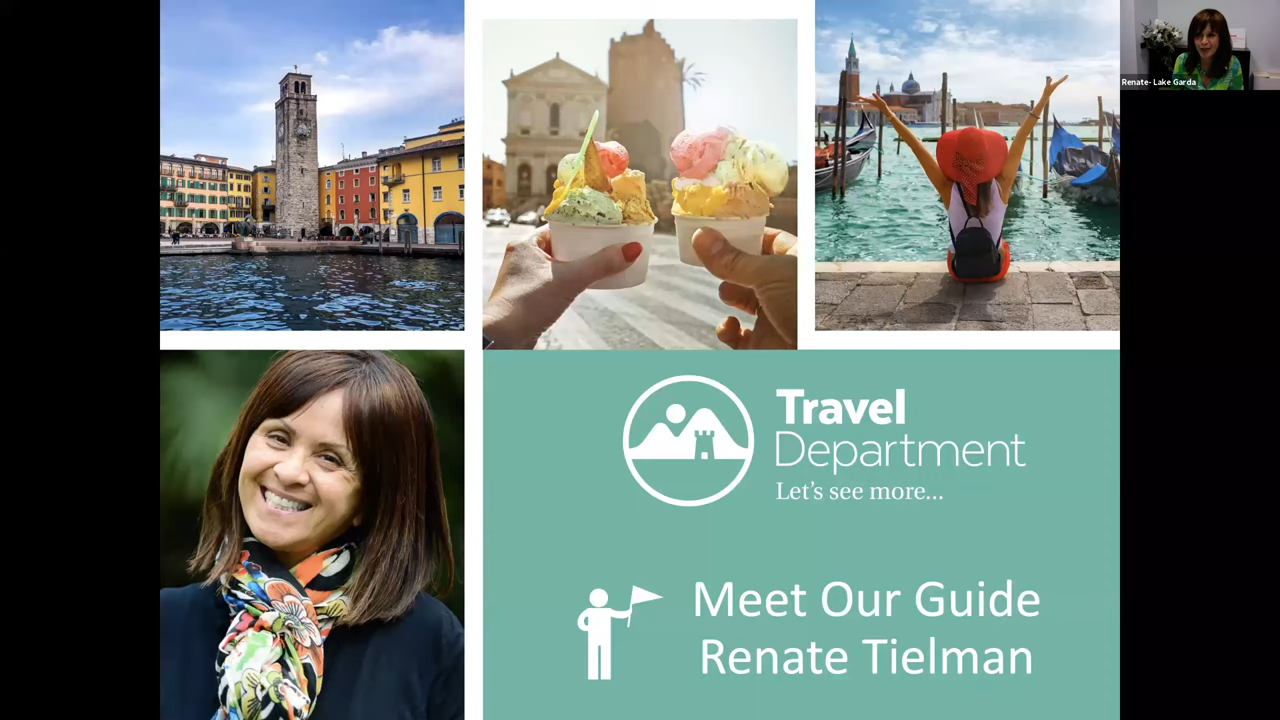 Renate- Lake Garda
Travel
Department
Let's see more...
Meet Our Guide
Renate Tielman